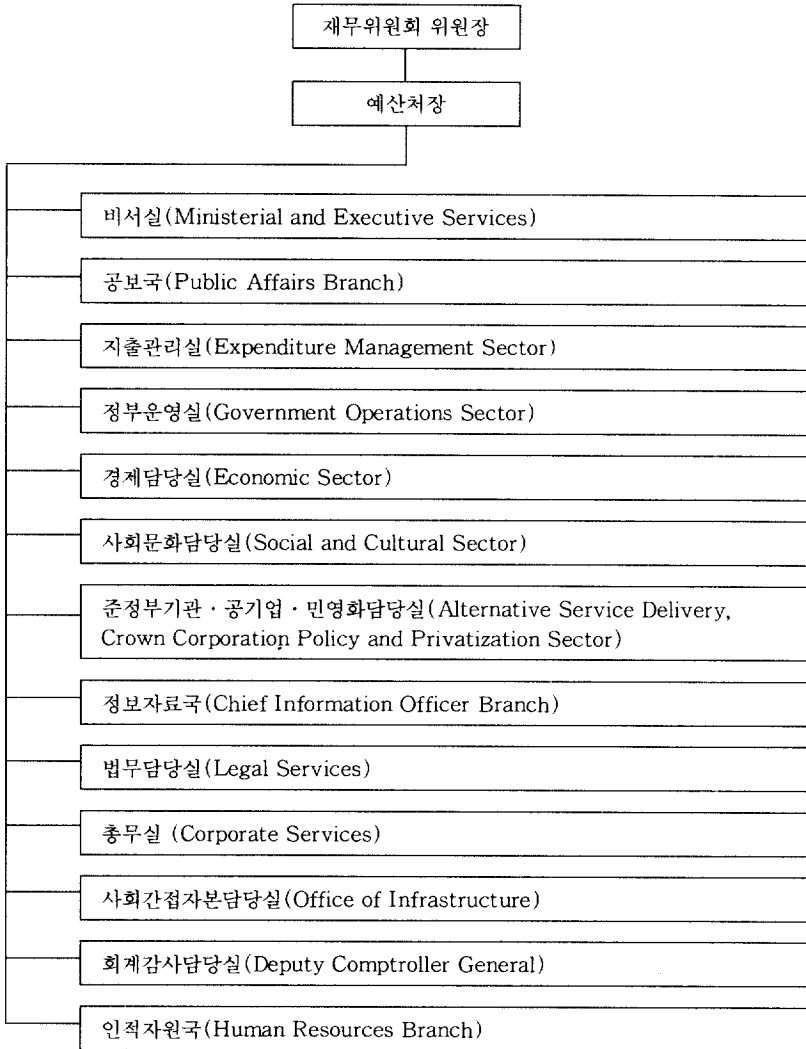 재무위원회 위원장
예산처장
비서실(Ministerial and Executive Services)
공보국(Public Affairs Branch)
지출관리실(Expenditure Management Sector)
정부운영실(Government Operations Sector)
경제담당실(Economic Sector)
사회문화담당실(Social and Cultural Sector)
준정부기관 · 공기업 · 민영화담당실(Alternative Service Delivery,
Crown Corporation Policy and Privatization Sector)
정보자료국(Chief Information Officer Branch)
법무담당실(Legal Services)
총무실 (Corporate Services)
사회간접자본담당실(Office of Infrastructure)
회계감사담당실(Deputy Comptroller General)
인적자원국(Human Resources Branch)